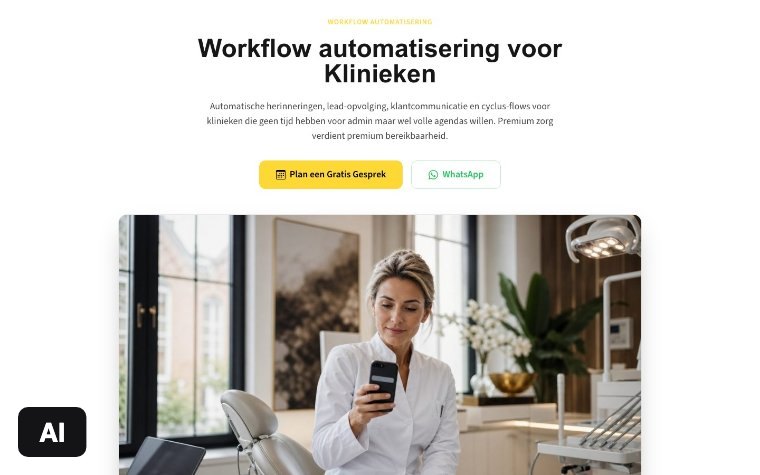 WORKFLOW AUTOMATISERING
Workflow automatisering voor
Klinieken
Automatische herinneringen, lead-opvolging, klantcommunicatie en cyclus-flows voor
klinieken die geen tijd hebben voor admin maar wel volle agendas willen. Premium zorg
verdient premium bereikbaarheid.
Plan een Gratis Gesprek
WhatsApp
AI